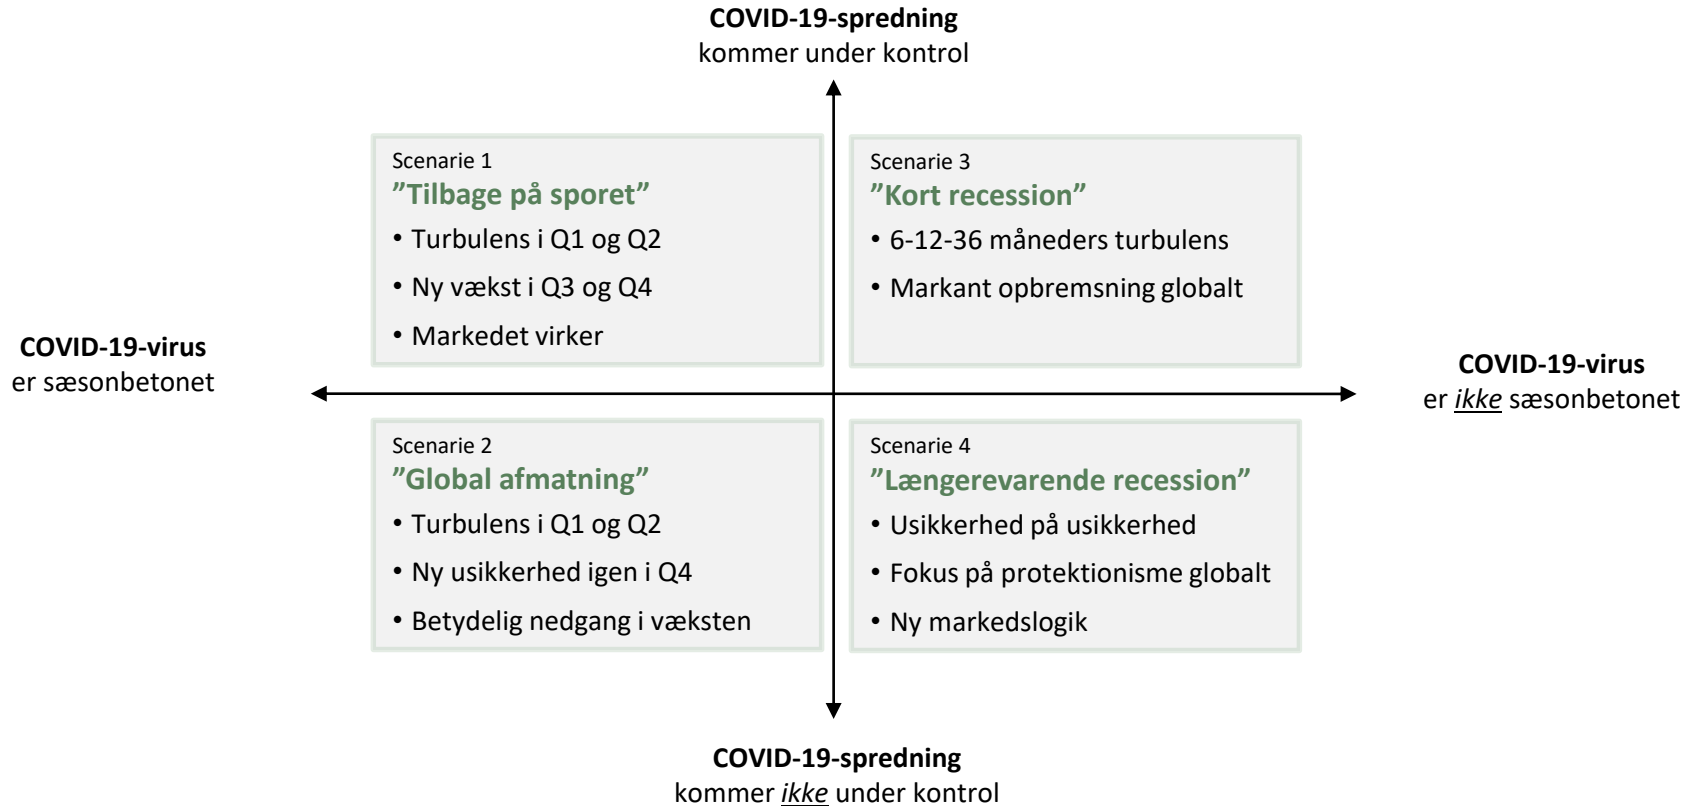 COVID-19-spredning
kommer under kontrol
Scenarie 1
”Tilbage på sporet”
• Turbulens i Q1 og Q2
• Ny vækst i Q3 og Q4
• Markedet virker
Scenarie 3
”Kort recession”
• 6-12-36 måneders turbulens
• Markant opbremsning globalt
COVID-19-virus
er sæsonbetonet
COVID-19-virus
er ikke sæsonbetonet
Scenarie 2
”Global afmatning”
• Turbulens i Q1 og Q2
• Ny usikkerhed igen i Q4
• Betydelig nedgang i væksten
Scenarie 4
”Længerevarende recession”
• Usikkerhed på usikkerhed
• Fokus på protektionisme globalt
• Ny markedslogik
COVID-19-spredning
kommer ikke under kontrol